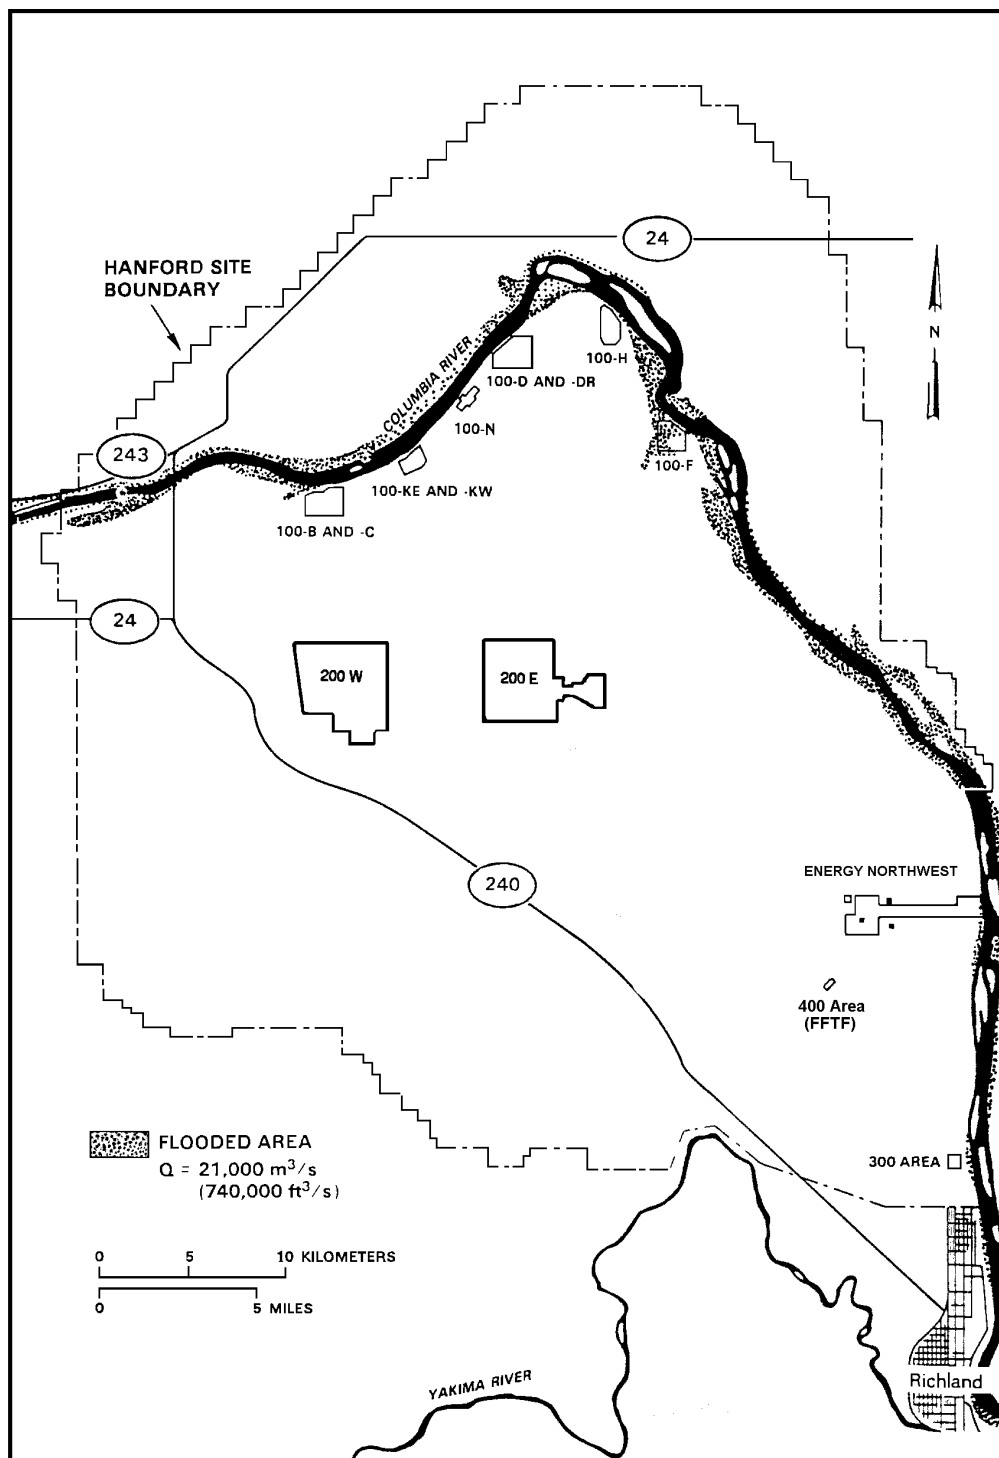 24
HANFORD SITE
BOUNDARY
N
COLUMBIA RIVER
100-H
100-D AND -DR
100-N
243
100-F
100-KE AND -KW
100-B AND -C
24
200 W
200 E
240
ENERGY NORTHWEST
400 Area
(FFTF)
FLOODED AREA
Q = 21,000 m³/s
(740,000 ft³/s)
300 AREA
0 5 10 KILOMETERS
0 5 MILES
YAKIMA RIVER
Richland